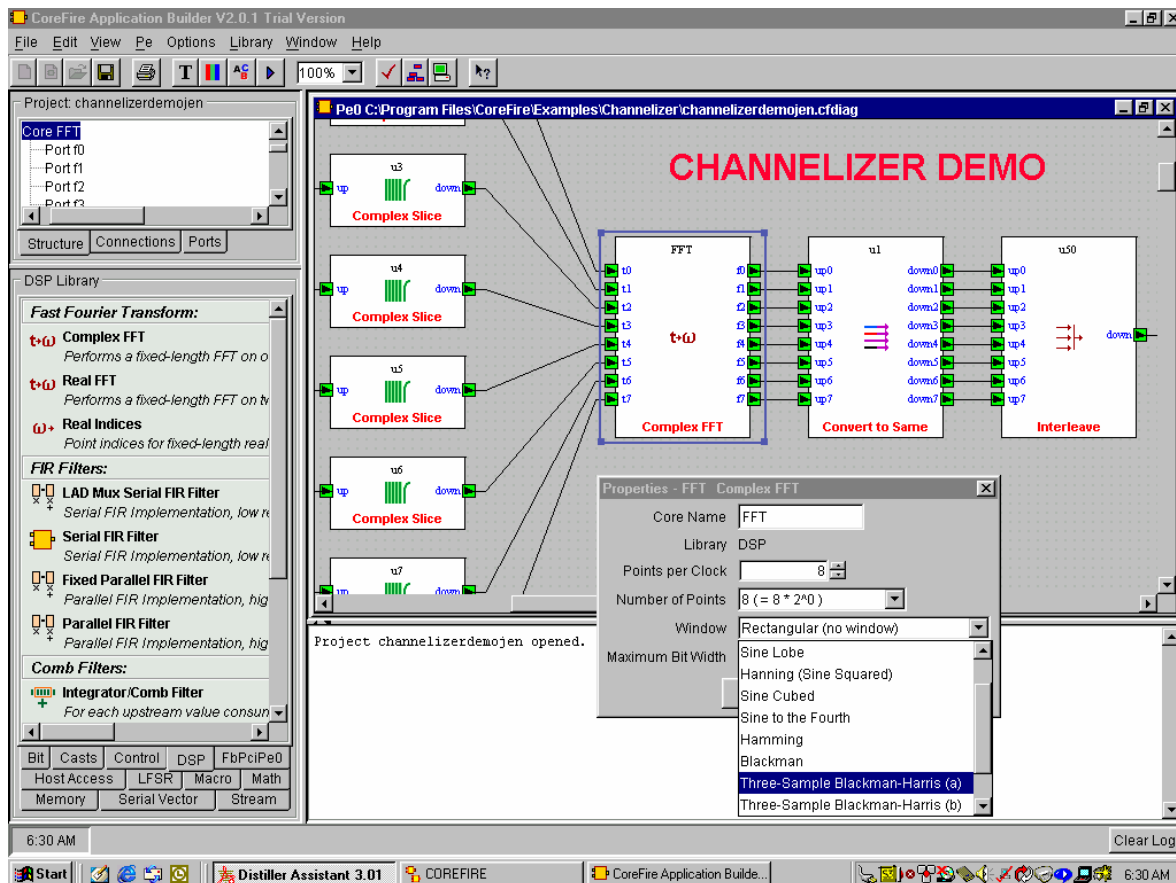 CoreFire Application Builder V2.0.1 Trial Version
File Edit View Pe Options Library Window Help
T A C B 100% ?
Project: channelizerdemojen
Core FFT
Port f0
Port f1
Port f2
Port f3
Structure Connections Ports
DSP Library
Fast Fourier Transform:
t→ω Complex FFT
Performs a fixed-length FFT on o
t→ω Real FFT
Performs a fixed-length FFT on tw
ω→ Real Indices
Point indices for fixed-length real
FIR Filters:
LAD Mux Serial FIR Filter
Serial FIR Implementation, low re
Serial FIR Filter
Serial FIR Implementation, low re
Fixed Parallel FIR Filter
Parallel FIR Implementation, hig
Parallel FIR Filter
Parallel FIR Implementation, hig
Comb Filters:
Integrator/Comb Filter
For each upstream value consun
Bit Casts Control DSP FbPciPe0
Host Access LFSR Macro Math
Memory Serial Vector Stream
Pe0 C:\Program Files\CoreFire\Examples\Channelizer\channelizerdemojen.cfdiag
CHANNELIZER DEMO
Complex Slice
u3
up down
Complex Slice
u4
up down
Complex Slice
u5
up down
Complex Slice
u6
up down
Complex Slice
u7
up down
FFT
t0 f0
t1 f1
t2 f2
t3 f3
t→ω
t4 f4
t5 f5
t6 f6
t7 f7
Complex FFT
u1
up0 down0
up1 down1
up2 down2
up3 down3
up4 down4
up5 down5
up6 down6
up7 down7
Convert to Same
u50
up0
up1
up2
up3
down
up4
up5
up6
up7
Interleave
Properties - FFT Complex FFT
Core Name FFT
Library DSP
Points per Clock 8
Number of Points 8 ( = 8 * 2^0 )
Window Rectangular (no window)
Maximum Bit Width
Sine Lobe
Hanning (Sine Squared)
Sine Cubed
Sine to the Fourth
Hamming
Blackman
Three-Sample Blackman-Harris (a)
Three-Sample Blackman-Harris (b)
Project channelizerdemojen opened.
6:30 AM
Clear Log
Start Distiller Assistant 3.01 COREFIRE CoreFire Application Builde... 6:30 AM